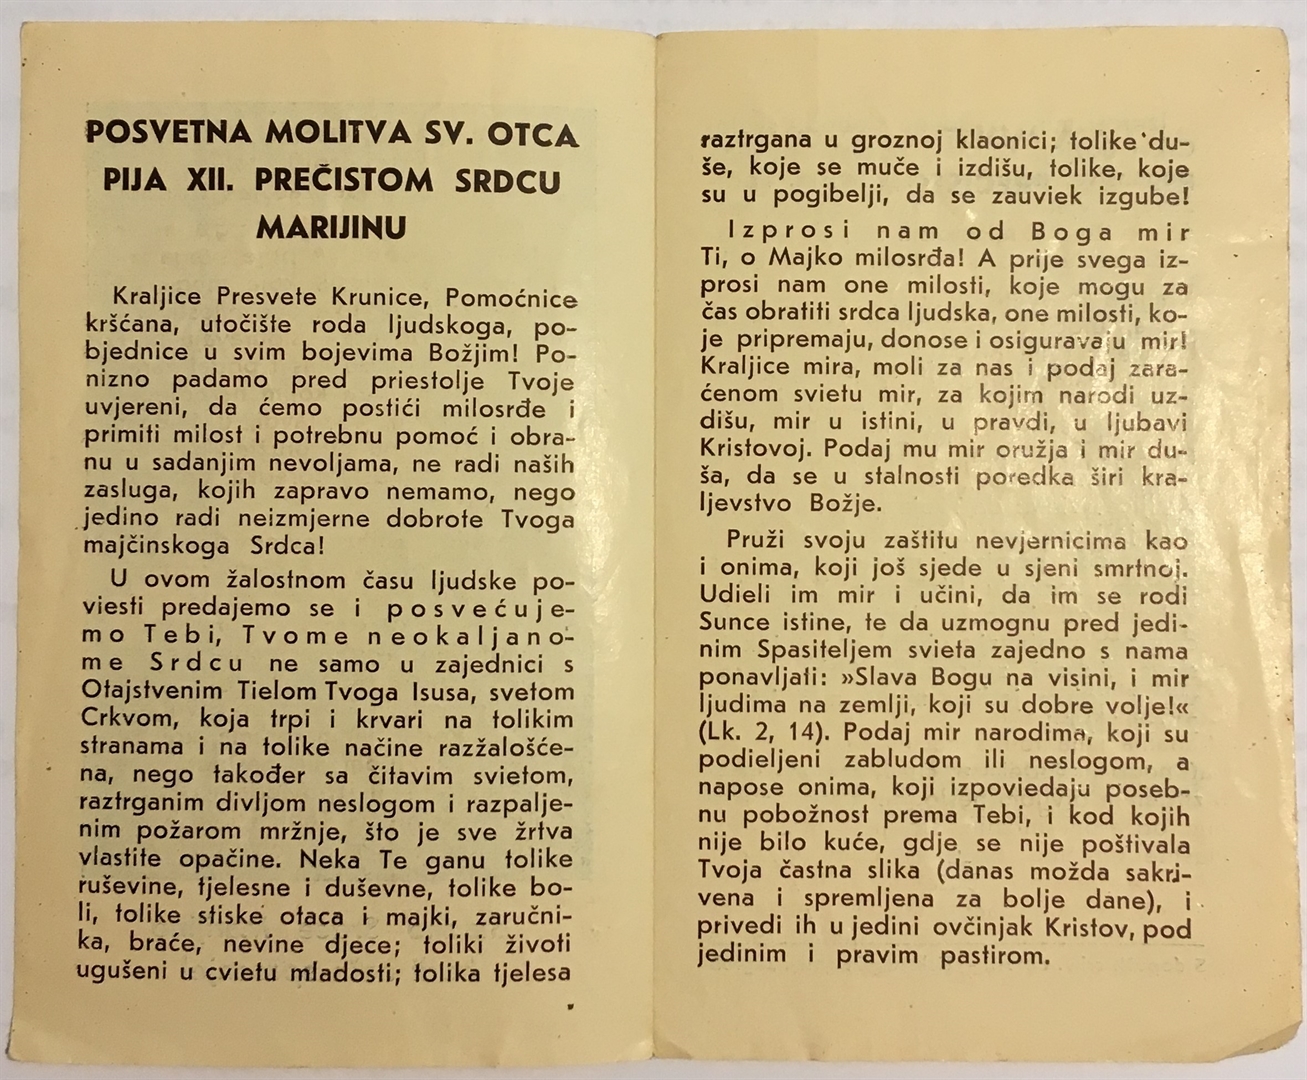 POSVETNA MOLITVA SV. OTCA
PIJA XII. PREČISTOM SRDCU
MARIJINU
Kraljice Presvete Krunice, Pomoćnice
kršćana, utočište roda ljudskoga, po-
bjednice u svim bojevima Božjim! Po-
nizno padamo pred priestolje Tvoje
uvjereni, da ćemo postići milosrđe i
primiti milost i potrebnu pomoć i obra-
nu u sadanjim nevoljama, ne radi naših
zasluga, kojih zapravo nemamo, nego
jedino radi neizmjerne dobrote Tvoga
majčinskoga Srdca!
U ovom žalostnom času ljudske po-
viesti predajemo se i posvećuje-
mo Tebi, Tvome neokaljano-
me Srdcu ne samo u zajednici s
Otajstvenim Tielom Tvoga Isusa, svetom
Crkvom, koja trpi i krvari na tolikim
stranama i na tolike načine razžalošće-
na, nego također sa čitavim svietom,
raztrganim divljom neslogom i razpalje-
nim požarom mržnje, što je sve žrtva
vlastite opačine. Neka Te ganu tolike
ruševine, tjelesne i duševne, tolike bo-
li, tolike stiske otaca i majki, zaručni-
ka, braće, nevine djece; toliki životi
ugušeni u cvietu mladosti; tolika tjelesa
raztrgana u groznoj klaonici; tolike du-
še, koje se muče i izdišu, tolike, koje
su u pogibelji, da se zauviek izgube!
Izprosi nam od Boga mir
Ti, o Majko milosrđa! A prije svega iz-
prosi nam one milosti, koje mogu za
čas obratiti srdca ljudska, one milosti, ko-
je pripremaju, donose i osiguravaju mir!
Kraljice mira, moli za nas i podaj zara-
ćenom svietu mir, za kojim narodi uz-
dišu, mir u istini, u pravdi, u ljubavi
Kristovoj. Podaj mu mir oružja i mir du-
ša, da se u stalnosti poredka širi kra-
ljevstvo Božje.
Pruži svoju zaštitu nevjernicima kao
i onima, koji još sjede u sjeni smrtnoj.
Udieli im mir i učini, da im se rodi
Sunce istine, te da uzmognu pred jedi-
nim Spasiteljem svieta zajedno s nama
ponavljati: »Slava Bogu na visini, i mir
ljudima na zemlji, koji su dobre volje!«
(Lk. 2, 14). Podaj mir narodima, koji su
podieljeni zabludom ili neslogom, a
napose onima, koji izpoviedaju poseb-
nu pobožnost prema Tebi, i kod kojih
nije bilo kuće, gdje se nije poštivala
Tvoja častna slika (danas možda sakri-
vena i spremljena za bolje dane), i
privedi ih u jedini ovčinjak Kristov, pod
jedinim i pravim pastirom.